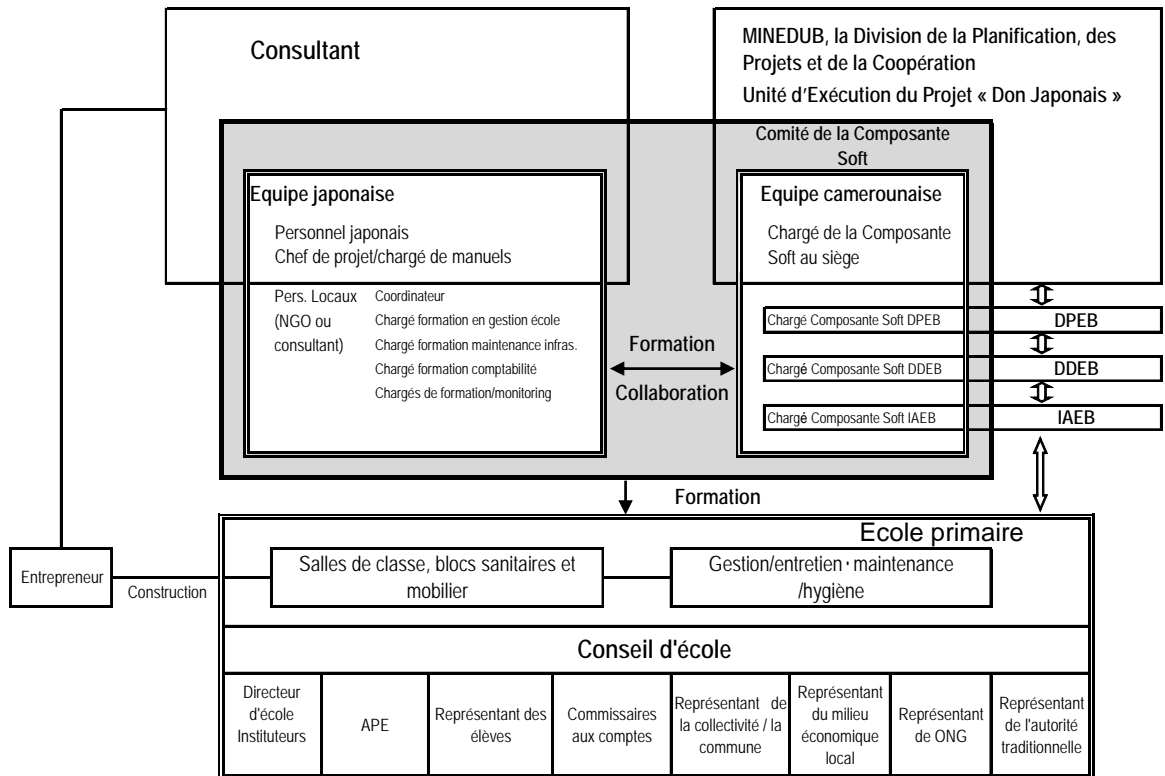 Consultant
MINEDUB, la Division de la Planification, des
Projets et de la Coopération
Unité d'Exécution du Projet « Don Japonais »
Comité de la Composante
Soft
Equipe japonaise
Personnel japonais
Chef de projet/chargé de manuels
Pers. Locaux
(NGO ou
consultant)
Coordinateur
Chargé formation en gestion école
Chargé formation maintenance infras.
Chargé formation comptabilité
Chargés de formation/monitoring
Formation
Collaboration
Equipe camerounaise
Chargé de la Composante
Soft au siège
Chargé Composante Soft DPEB
DPEB
Chargé Composante Soft DDEB
DDEB
Chargé Composante Soft IAEB
IAEB
Formation
Ecole primaire
Entrepreneur
Construction
Salles de classe, blocs sanitaires et
mobilier
Gestion/entretien・maintenance
/hygiène
Conseil d'école
Directeur
d'école
Instituteurs
APE
Représentant des
élèves
Commissaires
aux comptes
Représentant de
la collectivité / la
commune
Représentant
du milieu
économique
local
Représentant
de ONG
Représentant
de l'autorité
traditionnelle